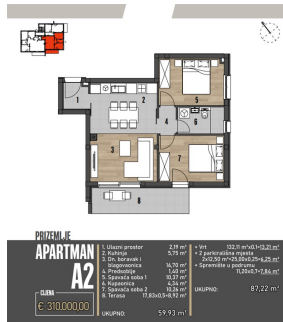 1
2
3
4
5
6
7
8
PRIZEMLJE
APARTMAN
A2
CIJENA
€ 310.000,00
1. Ulazni prostor 2,19 m²
2. Kuhinja 5,75 m²
3. Dn. boravak i
blagovaonica 14,70 m²
4. Predsoblje 1,60 m²
5. Spavaća soba 1 10,37 m²
6. Kupaonica 4,34 m²
7. Spavaća soba 2 10,26 m²
8. Terasa 17,83x0,5=8,92 m²
UKUPNO: 59.93 m²
+ Vrt 132,11 m²x0.1=13,21 m²
+ 2 parkirališna mjesta
2x12,50 m²=25,00x0,25=6,25 m²
+ Spremište u podrumu
11,20x0,7=7,84 m²
UKUPNO: 87,22 m²